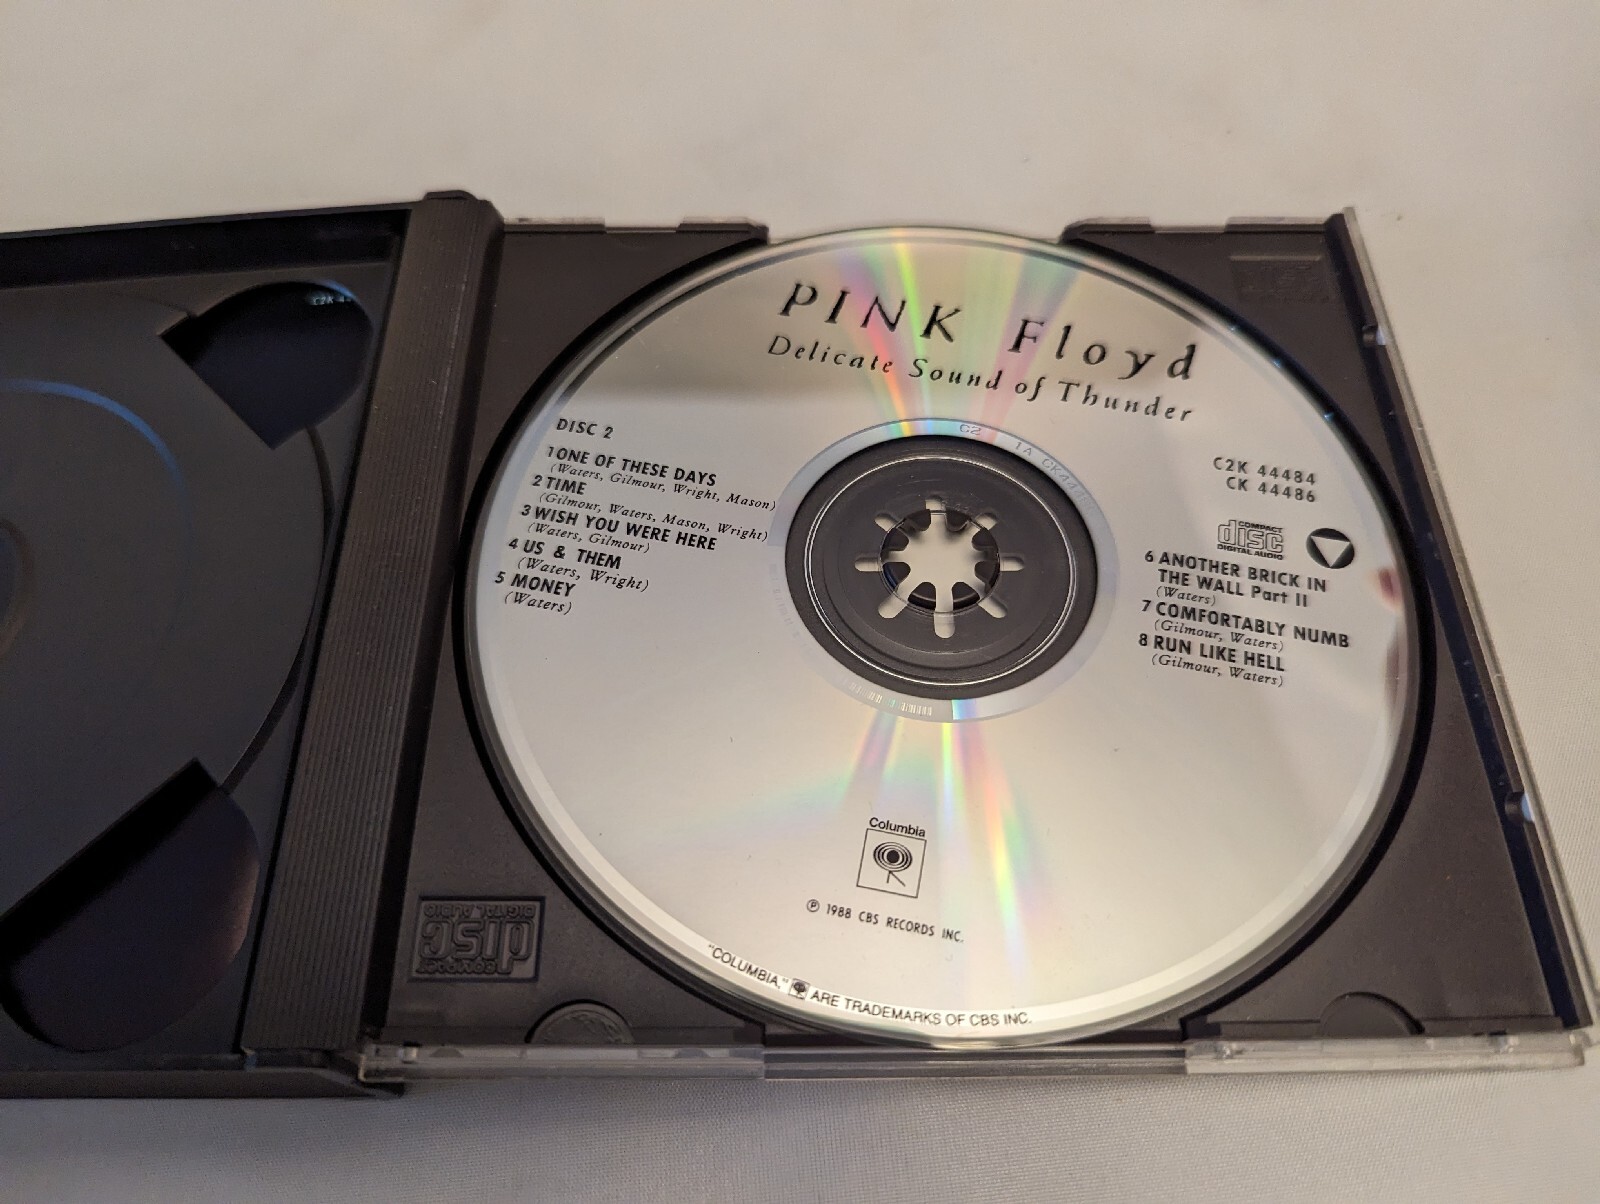 C2K 4
PINK Floyd
Delicate Sound of Thunder
DISC 2
1 ONE OF THESE DAYS
(Waters, Gilmour, Wright, Mason)
2 TIME
(Gilmour, Waters, Mason, Wright)
3 WISH YOU WERE HERE
(Waters, Gilmour)
4 US & THEM
(Waters, Wright)
5 MONEY
(Waters)
C2K 44484
CK 44486
COMPACT
disc
DIGITAL AUDIO
6 ANOTHER BRICK IN
THE WALL Part II
(Waters)
7 COMFORTABLY NUMB
(Gilmour, Waters)
8 RUN LIKE HELL
(Gilmour, Waters)
Columbia
℗ 1988 CBS RECORDS INC.
"COLUMBIA," ARE TRADEMARKS OF CBS INC.
COMPACT
disc
DIGITAL AUDIO